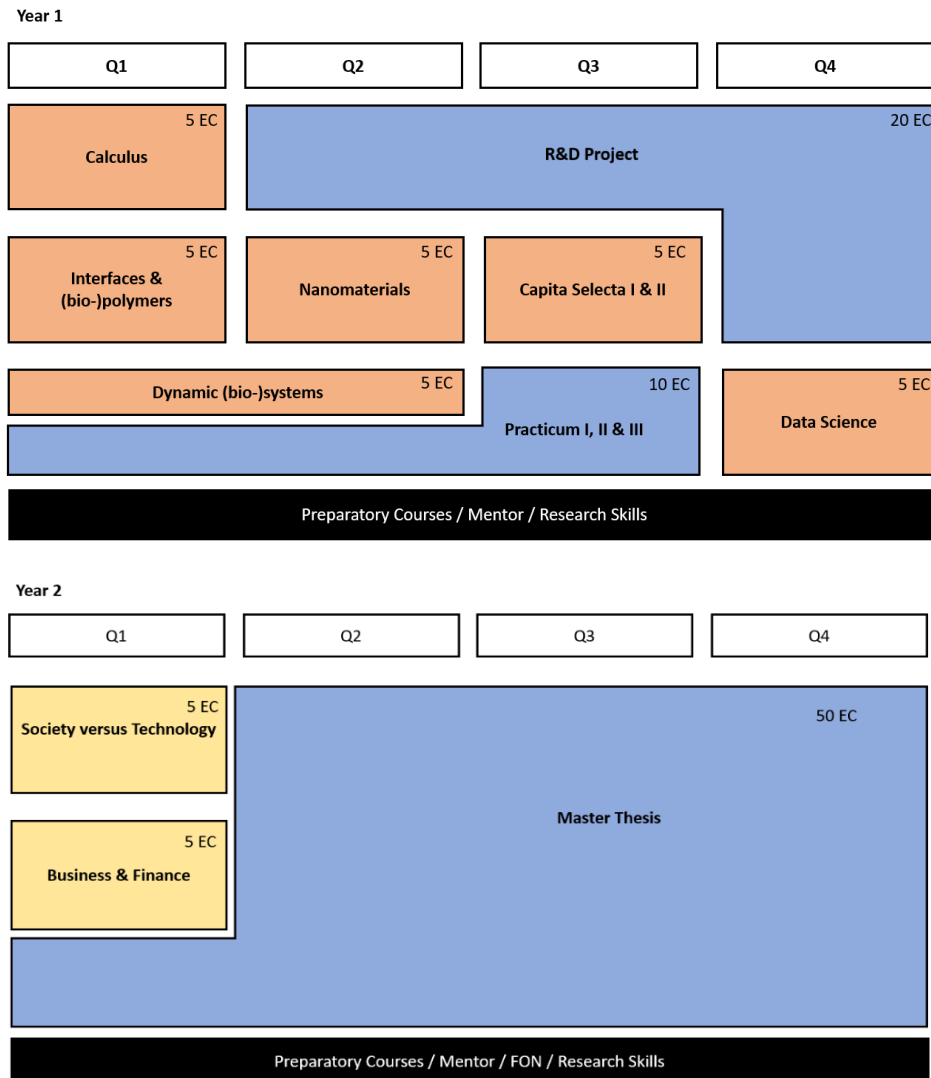 Year 1
Q1
Q2
Q3
Q4
5 EC
Calculus
20 EC
R&D Project
5 EC
Interfaces &
(bio-)polymers
5 EC
Nanomaterials
5 EC
Capita Selecta I & II
5 EC
Dynamic (bio-)systems
10 EC
Practicum I, II & III
5 EC
Data Science
Preparatory Courses / Mentor / Research Skills
Year 2
Q1
Q2
Q3
Q4
5 EC
Society versus Technology
50 EC
Master Thesis
5 EC
Business & Finance
Preparatory Courses / Mentor / FON / Research Skills